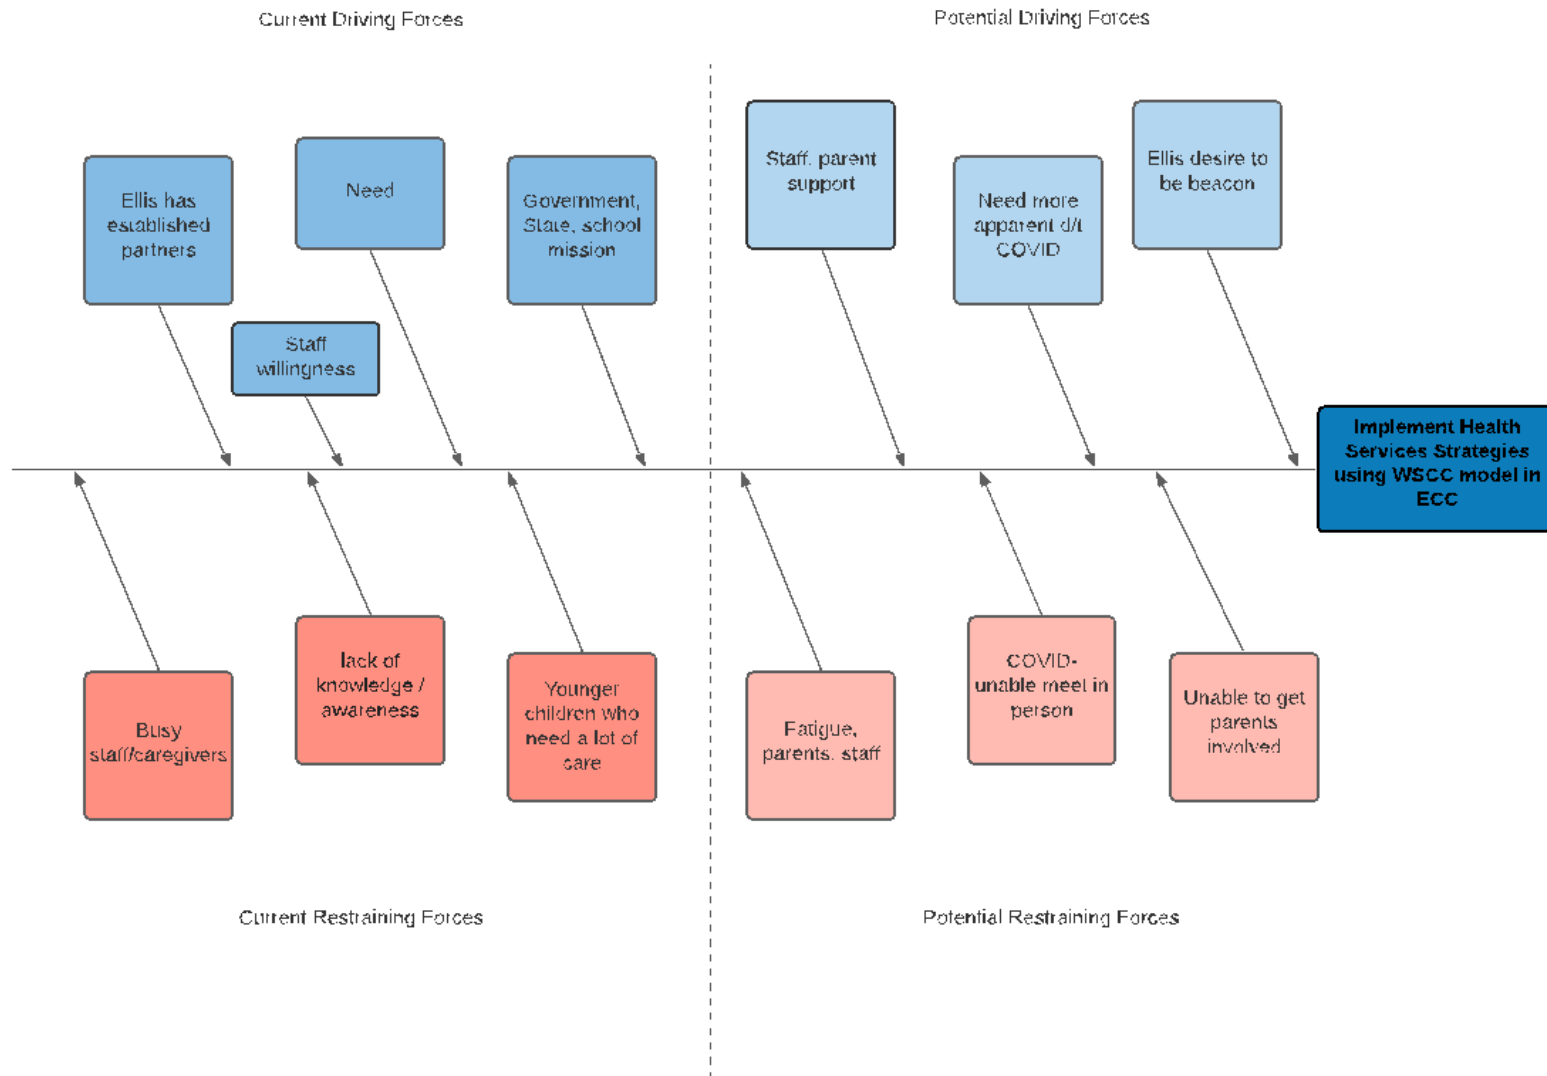 Current Driving Forces
Potential Driving Forces
Ellis has
established
partners
Need
Government,
State, school
mission
Staff
willingness
Staff, parent
support
Need more
apparent d/t
COVID
Ellis desire to
be beacon
Implement Health
Services Strategies
using WSCC model in
ECC
Busy
staff/caregivers
lack of
knowledge /
awareness
Younger
children who
need a lot of
care
Fatigue,
parents, staff
COVID-
unable meet in
person
Unable to get
parents
involved
Current Restraining Forces
Potential Restraining Forces